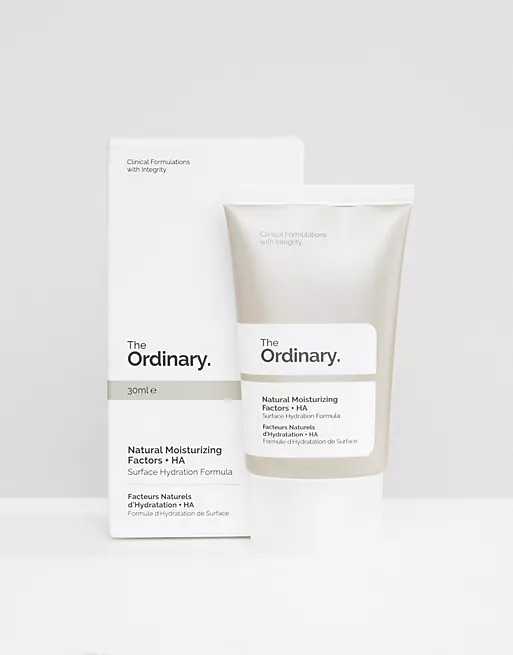 Clinical Formulations
with Integrity.
The
Ordinary.
30ml e
Natural Moisturizing
Factors + HA
Surface Hydration Formula
Facteurs Naturels
d'Hydratation + HA
Formule d'Hydratation de Surface
Clinical Formulations
with Integrity.
The
Ordinary.
Natural Moisturizing
Factors + HA
Surface Hydration Formula
Facteurs Naturels
d'Hydratation + HA
Formule d'Hydratation de Surface